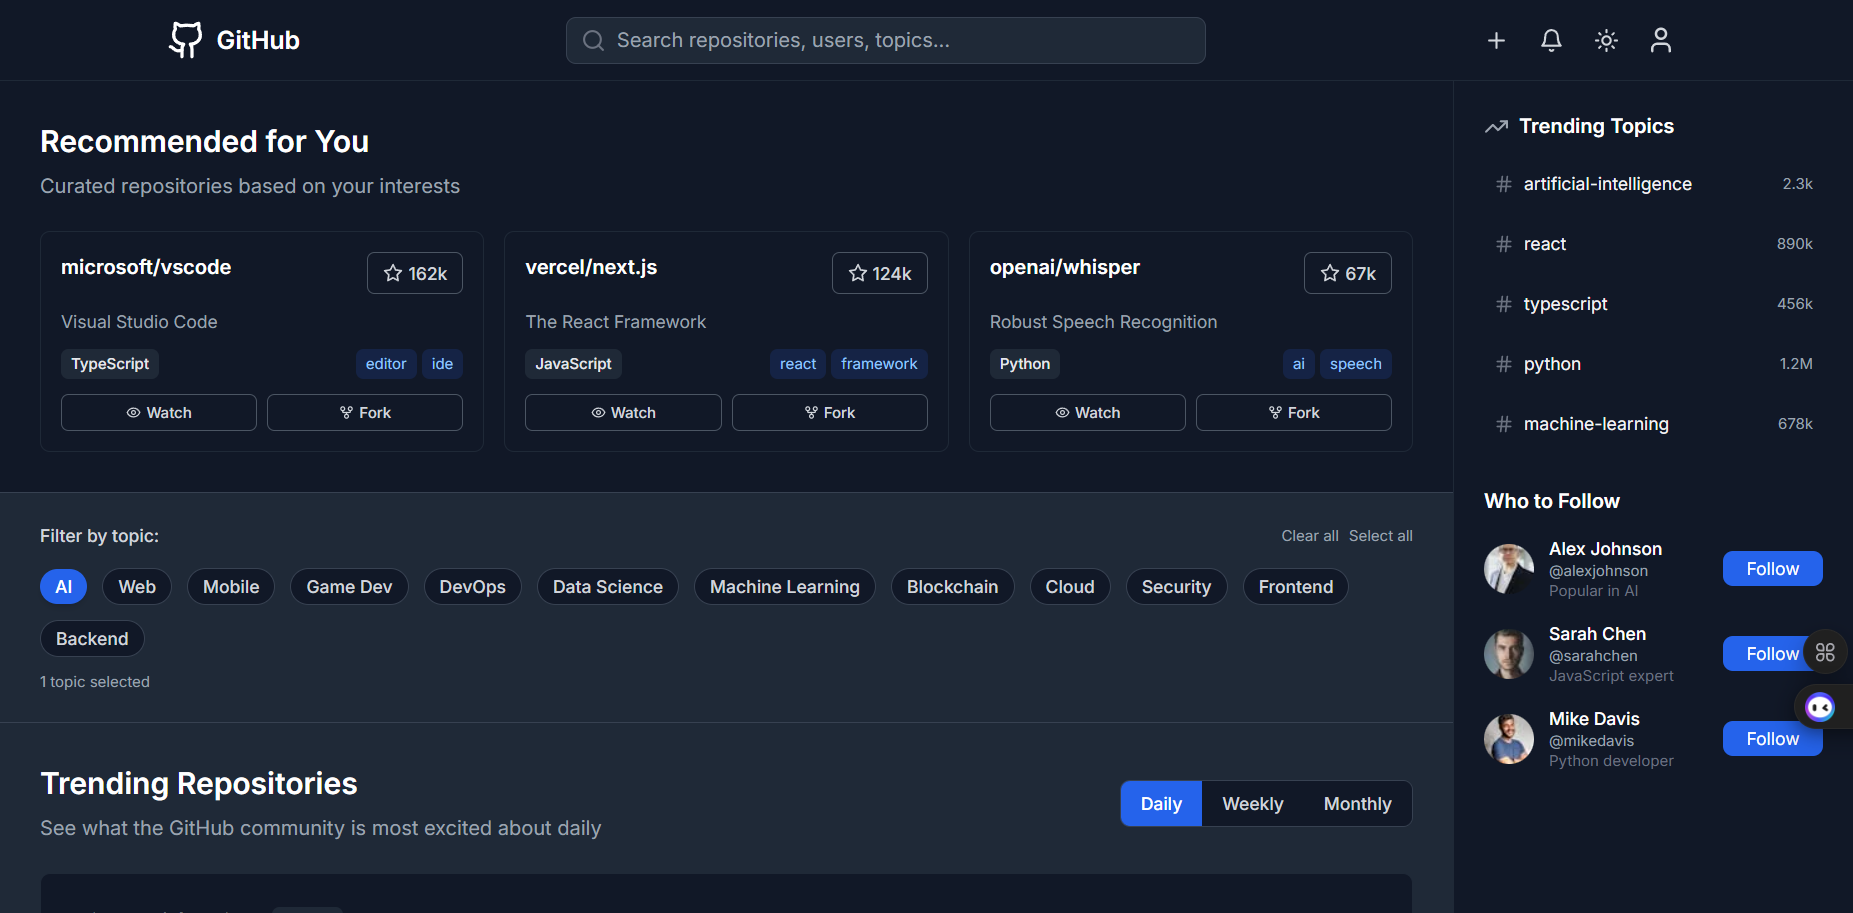 GitHub
Search repositories, users, topics...
Recommended for You
Curated repositories based on your interests
microsoft/vscode
162k
Visual Studio Code
TypeScript
editor
ide
Watch
Fork
vercel/next.js
124k
The React Framework
JavaScript
react
framework
Watch
Fork
openai/whisper
67k
Robust Speech Recognition
Python
ai
speech
Watch
Fork
Filter by topic:
Clear all
Select all
AI
Web
Mobile
Game Dev
DevOps
Data Science
Machine Learning
Blockchain
Cloud
Security
Frontend
Backend
1 topic selected
Trending Repositories
See what the GitHub community is most excited about daily
Daily
Weekly
Monthly
Trending Topics
# artificial-intelligence 2.3k
# react 890k
# typescript 456k
# python 1.2M
# machine-learning 678k
Who to Follow
Alex Johnson
@alexjohnson
Popular in AI
Follow
Sarah Chen
@sarahchen
JavaScript expert
Follow
Mike Davis
@mikedavis
Python developer
Follow